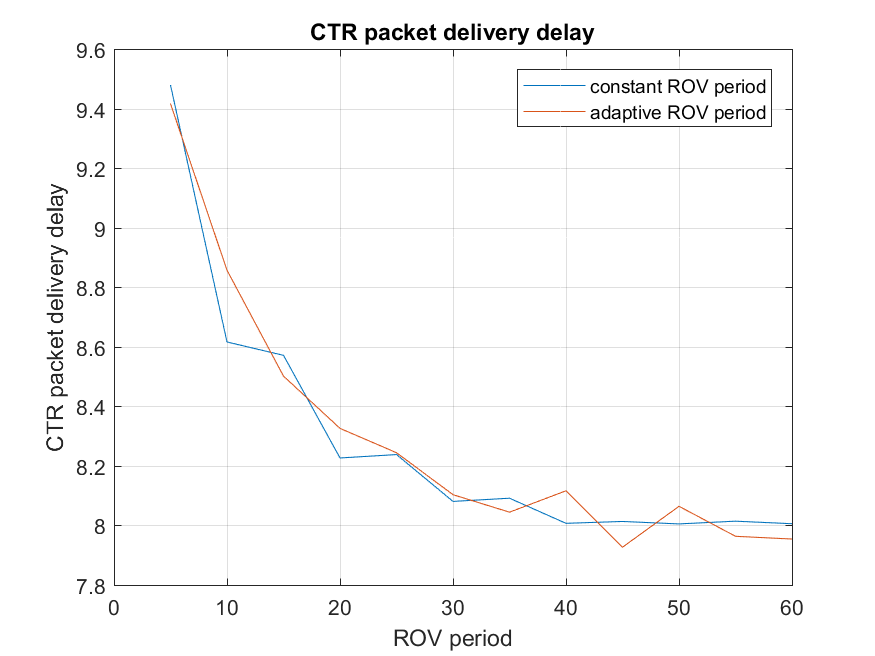 CTR packet delivery delay
constant ROV period
adaptive ROV period
CTR packet delivery delay
9.6
9.4
9.2
9
8.8
8.6
8.4
8.2
8
7.8
0 10 20 30 40 50 60
ROV period